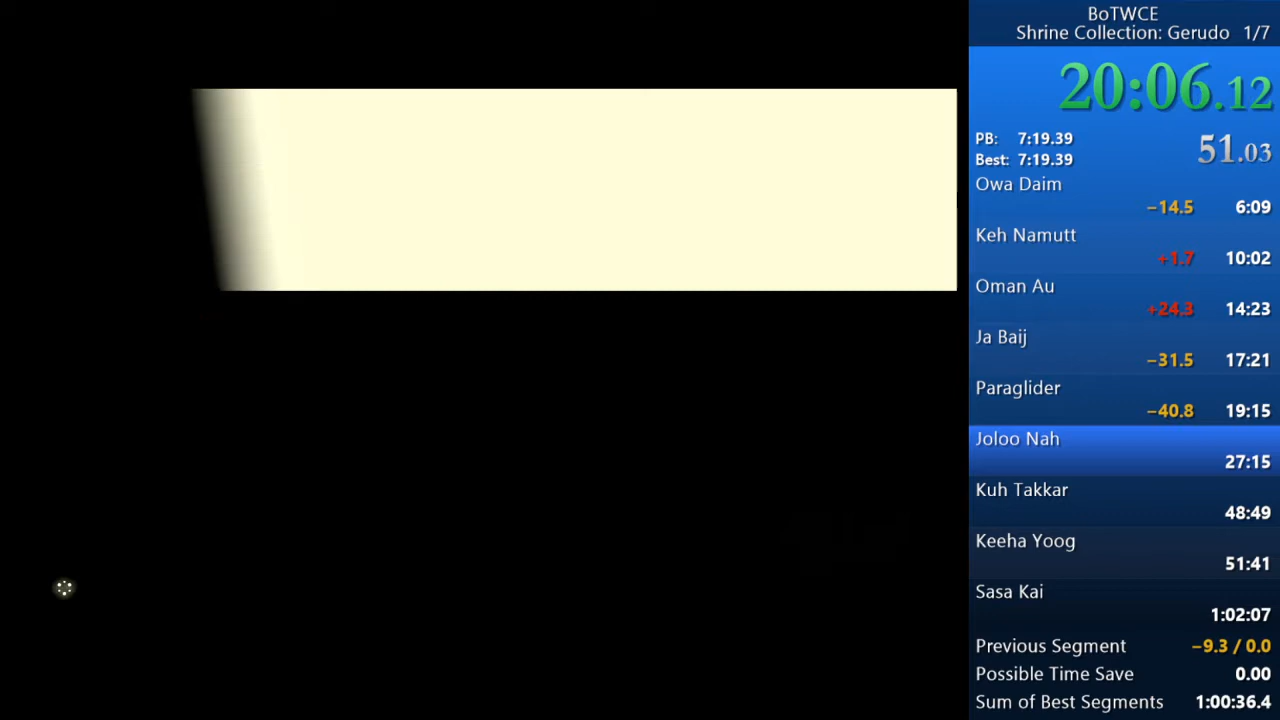 BoTWCE
Shrine Collection: Gerudo 1/7
20:06.12
PB: 7:19.39
Best: 7:19.39
51.03
Owa Daim
−14.5 6:09
Keh Namutt
+1.7 10:02
Oman Au
+24.3 14:23
Ja Baij
−31.5 17:21
Paraglider
−40.8 19:15
Joloo Nah
27:15
Kuh Takkar
48:49
Keeha Yoog
51:41
Sasa Kai
1:02:07
Previous Segment −9.3 / 0.0
Possible Time Save 0.00
Sum of Best Segments 1:00:36.4